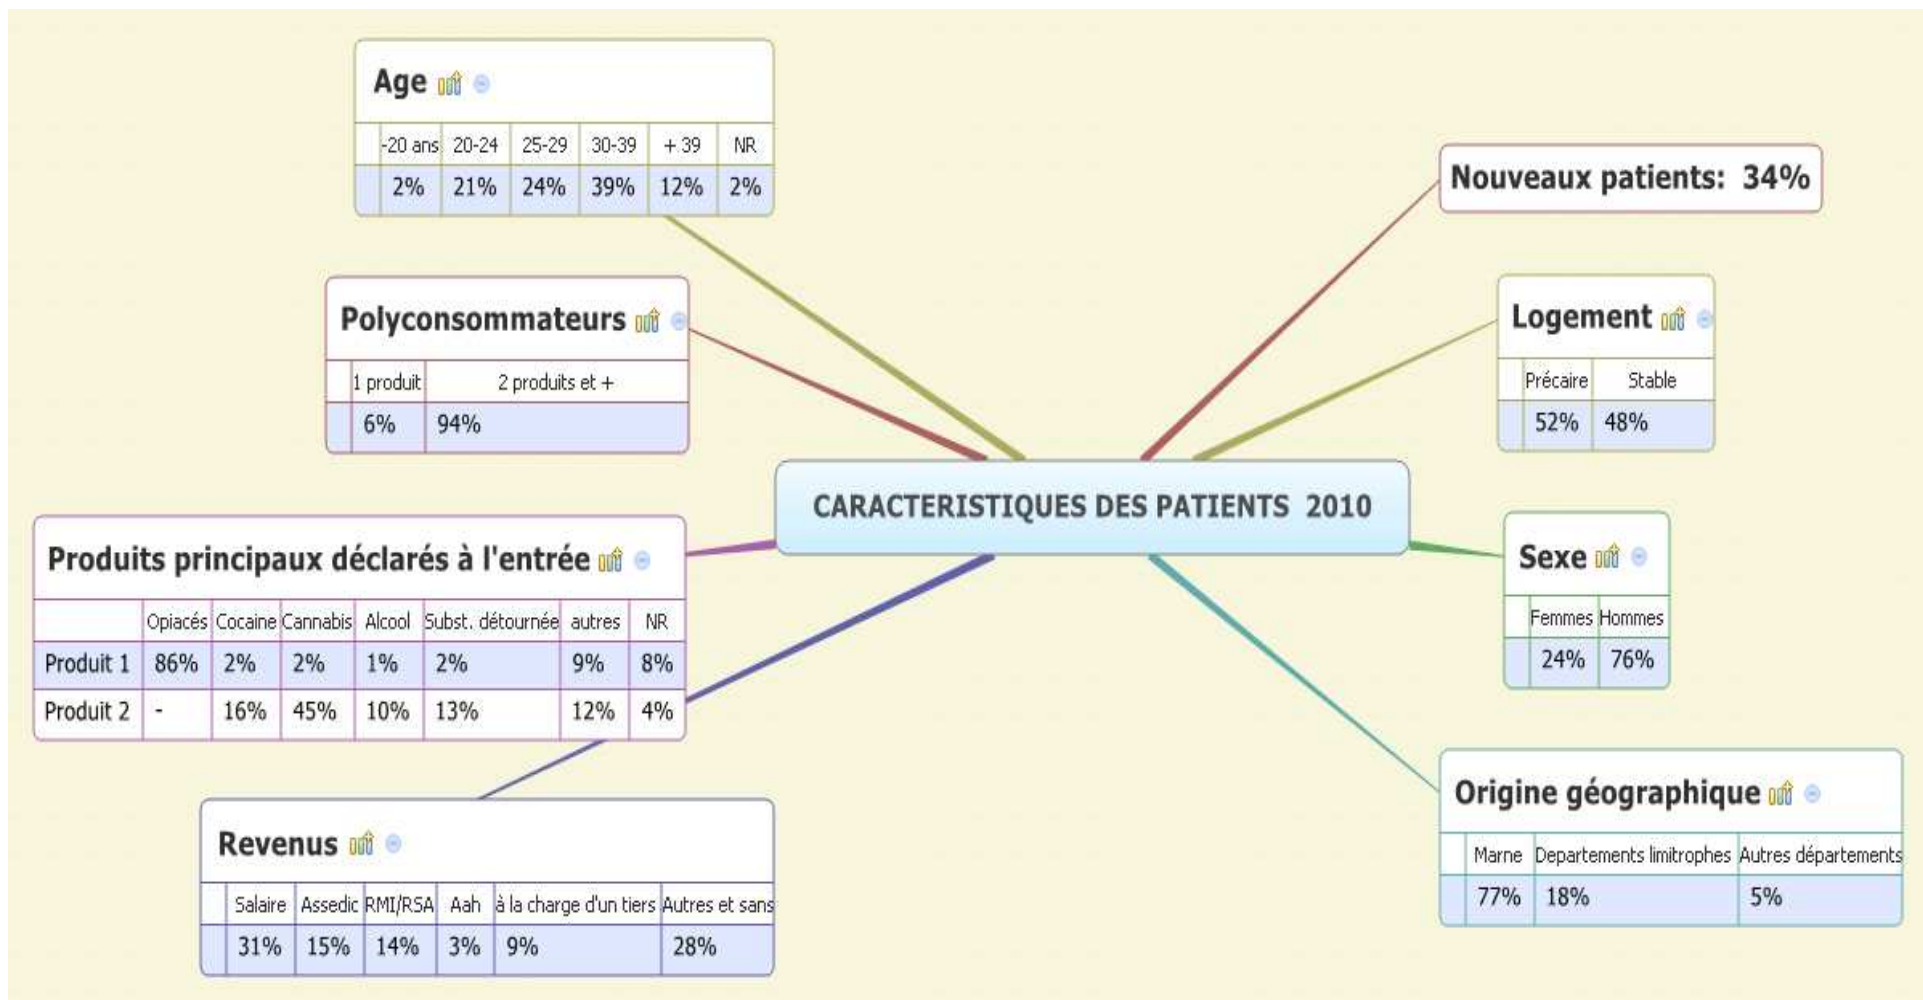 Age
-20 ans 20-24 25-29 30-39 + 39 NR
2% 21% 24% 39% 12% 2%
Polyconsommateurs
1 produit 2 produits et +
6% 94%
Produits principaux déclarés à l'entrée
Opiacés Cocaine Cannabis Alcool Subst. détournée autres NR
Produit 1 86% 2% 2% 1% 2% 9% 8%
Produit 2 - 16% 45% 10% 13% 12% 4%
Revenus
Salaire Assedic RMI/RSA Aah à la charge d'un tiers Autres et sans
31% 15% 14% 3% 9% 28%
CARACTERISTIQUES DES PATIENTS 2010
Nouveaux patients: 34%
Logement
Précaire Stable
52% 48%
Sexe
Femmes Hommes
24% 76%
Origine géographique
Marne Departements limitrophes Autres départements
77% 18% 5%